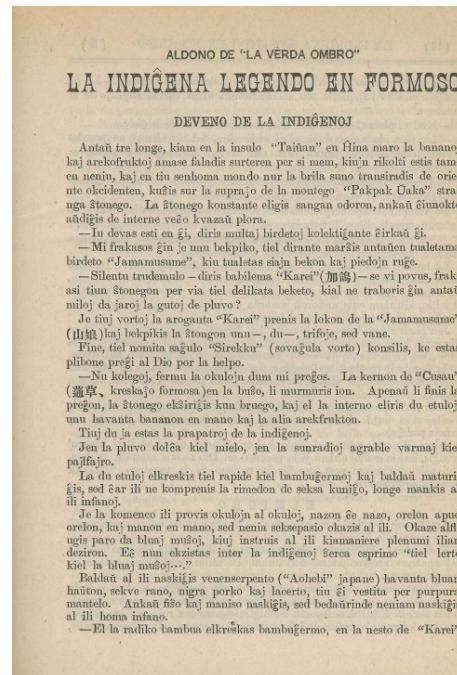 ALDONO DE "LA VERDA OMBRO"
LA INDIĜENA LEGENDO EN FORMOSO
DEVENO DE LA INDIĜENOJ
Antaŭ tre longe, kiam en la insulo "Taiŭan" en Ĥina maro la bananoj
kaj arekofruktoj amase faladis surteren per si mem, kiujn rikolti estis tam
en neniu, kaj en tiu senhoma mondo nur la brila suno transiradis de orie-
nte okcidenten, kuŝis sur la supraĵo de la montego "Pakpak Ŭaka" stra
nga ŝtonego. La ŝtonego konstante eligis sangan odoron, ankaŭ ĉiunokte
aŭdiĝis de interne veĉo kvazaŭ plora.
—Iu devas esti en ĝi, diris multaj birdetoj kolektiĝante ĉirkaŭ ĝi.
—Mi frakasos ĝin je unu bekpiko, tiel dirante marŝis antaŭen tualetama
birdeto "Jamamusume", kiu tualetas siajn bekon kaj piedojn ruĝe.
—Silentu trudemulo – diris babilema "Karei"(加鴒)—se vi povus, frak
asi tiun ŝtonegon per via tiel delikata beketo, kial ne traboris ĝin antaŭ
miloj da jaroj la gutoj de pluvo?
Je tiuj vortoj la aroganta "Karei" prenis la lokon de la "Jamamusume"
(山娘)kaj bekpikis la ŝtongon unu—, du—, trifoje, sed vane.
Fine, tiel nomita saĝulo "Sirekku" (sovaĝula vorto) konsilis, ke estas
plibone preĝi al Dio por la helpo.
—Nu kolegoj, fermu la okulojn dum mi preĝos. La kernon de "Cusau"
kreskaĵo formosa)en la buŝo, li murmuris ion. Apenaŭ li finis la
preĝon, la ŝtonego ekŝiriĝis kun bruego, kaj el la interno eliris du etuloj
unu havanta bananon en mano kaj la alia arekfrukton.
Tiuj du ja estas la prapatroj de la indiĝenoj.
Jen la pluvo dolĉa kiel mielo, jen la sunradioj agrable varmaj kie
pajlfajro.
La du etuloj elkreskis tiel rapide kiel bambuĝermoj kaj baldaŭ maturi
ĝis, sed ĉar ili ne komprenis la rimedon de seksa kuniĝo, longe mankis a
ili infanoj.
Je la komenco ili provis okulojn al okuloj, nazon ĉe nazo, orelon apud
orelon, kaj manon en mano, sed nenia seksepasio okazis al ili. Okaze alfl
ugis paro da bluaj muŝoj, kiuj instruis al ili kiamaniere plenumi ilian
deziron. Eĉ nun ekzistas inter la indiĝenoj ŝerca esprimo "tiel lerte
kiel la bluaj muŝoj…."
Baldaŭ al ili naskiĝis venenserpento ("Aohebi" japane) havanta bluan
haŭton, sekve rano, nigra porko kaj lacerto, tiu ĉi vestita per purpura
mantelo. Ankaŭ fiŝo kaj maniso naskiĝis, sed bedaŭrinde neniam naskiĝis
al ili homa infano.
—El la radiko bambua elkreskas bambuĝermo, en la nesto de "Karei"